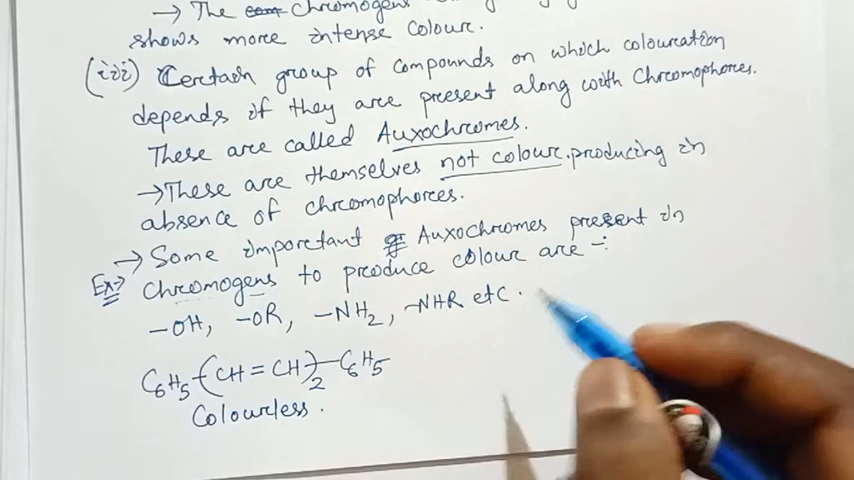 → The Chromogens
shows more intense colour.
(iii) Certain group of compounds on which colouration
depends if they are present along with Chromophores.
These are called Auxochromes.
→ These are themselves not colour producing in
absence of chromophores.
→ Some important Auxochromes present in
Ex:→ Chromogens to produce colour are -:
-OH, -OR, -NH₂, -NHR etc.
C₆H₅-(CH=CH)₂-C₆H₅
Colourless.